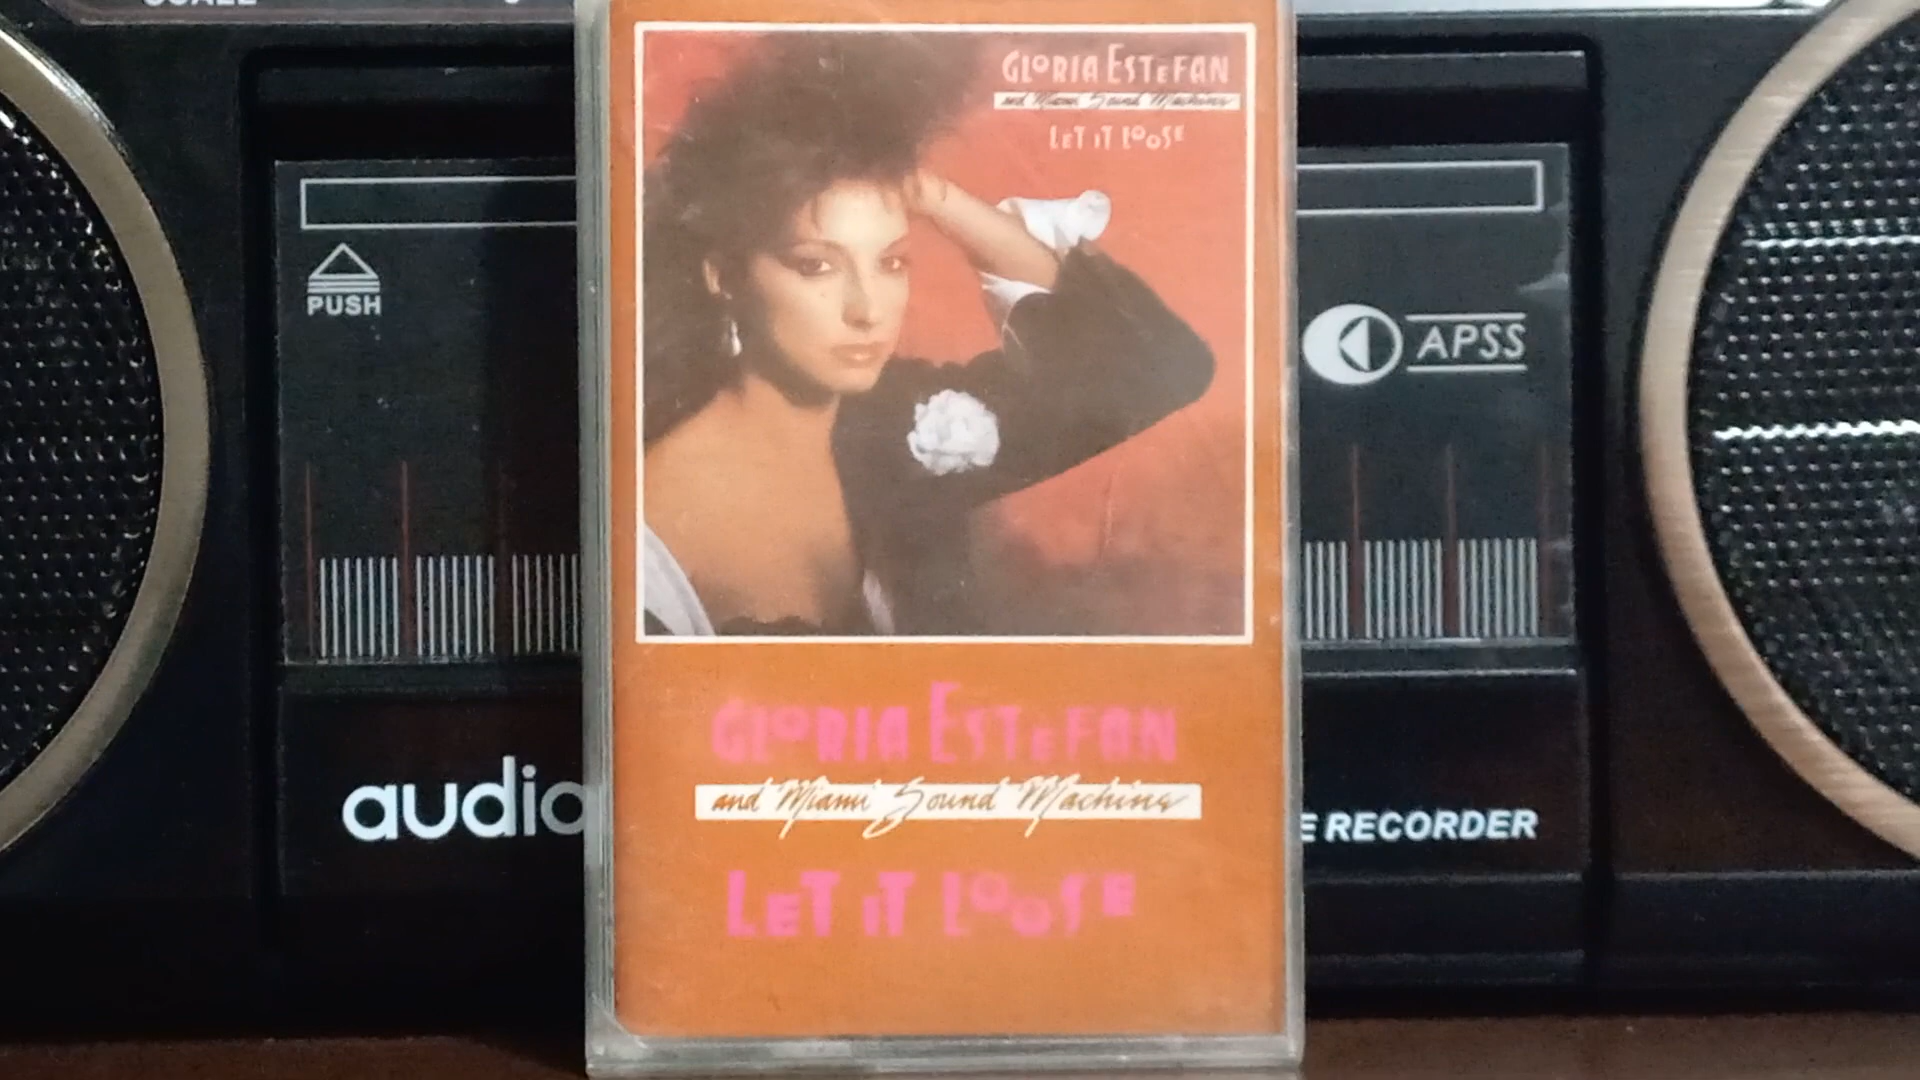 GLORIA ESTEFAN
and Miami Sound Machine
LET IT LOOSE
PUSH
APSS
GLORIA ESTEFAN
and Miami Sound Machine
LET IT LOOSE
audio
E RECORDER